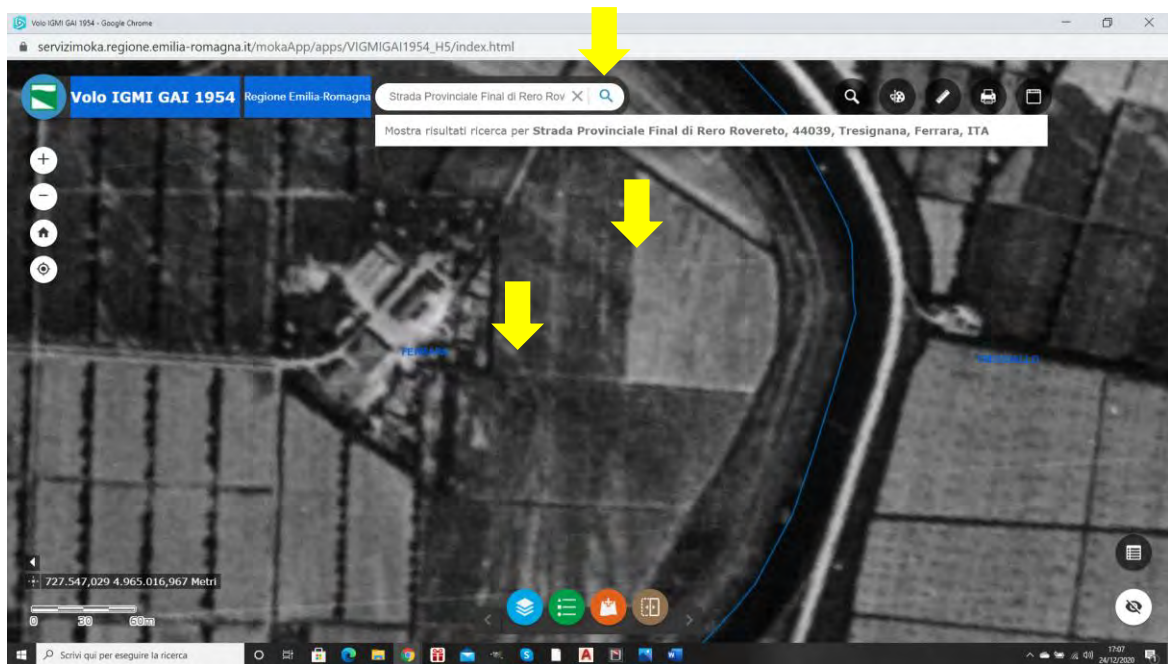 Volo IGMI GAI 1954 - Google Chrome
servizimoka.regione.emilia-romagna.it/mokaApp/apps/VIGMIGAI1954_H5/index.html
Volo IGMI GAI 1954
Regione Emilia-Romagna
Strada Provinciale Final di Rero Rov
Mostra risultati ricerca per Strada Provinciale Final di Rero Rovereto, 44039, Tresignana, Ferrara, ITA
FERRARA
TRESIGALLO
727.547,029 4.965.016,967 Metri
0 30 60m
Scrivi qui per eseguire la ricerca
17:07
24/12/2020